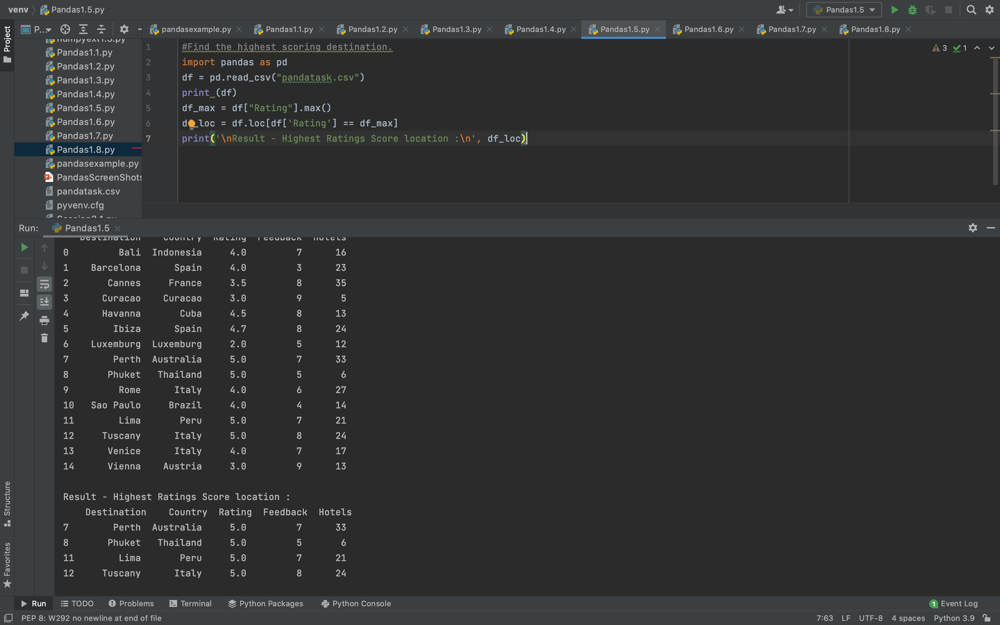 venv Pandas1.5.py Pandas1.5
Project P... pandasexample.py Pandas1.1.py Pandas1.2.py Pandas1.3.py Pandas1.4.py Pandas1.5.py Pandas1.6.py Pandas1.7.py Pandas1.8.py
numpyext1.3.py
Pandas1.1.py
Pandas1.2.py
Pandas1.3.py
Pandas1.4.py
Pandas1.5.py
Pandas1.6.py
Pandas1.7.py
Pandas1.8.py
pandasexample.py
PandasScreenShots
pandatask.csv
pyvenv.cfg
Session2.1.py
1 #Find the highest scoring destination.
2 import pandas as pd
3 df = pd.read_csv("pandatask.csv")
4 print (df)
5 df_max = df["Rating"].max()
6 df_loc = df.loc[df['Rating'] == df_max]
7 print('\nResult - Highest Ratings Score location :\n', df_loc)
3 1
Run: Pandas1.5
Destination Country Rating Feedback Hotels
0 Bali Indonesia 4.0 7 16
1 Barcelona Spain 4.0 3 23
2 Cannes France 3.5 8 35
3 Curacao Curacao 3.0 9 5
4 Havanna Cuba 4.5 8 13
5 Ibiza Spain 4.7 8 24
6 Luxemburg Luxemburg 2.0 5 12
7 Perth Australia 5.0 7 33
8 Phuket Thailand 5.0 5 6
9 Rome Italy 4.0 6 27
10 Sao Paulo Brazil 4.0 4 14
11 Lima Peru 5.0 7 21
12 Tuscany Italy 5.0 8 24
13 Venice Italy 4.0 7 17
14 Vienna Austria 3.0 9 13
Result - Highest Ratings Score location :
Destination Country Rating Feedback Hotels
7 Perth Australia 5.0 7 33
8 Phuket Thailand 5.0 5 6
11 Lima Peru 5.0 7 21
12 Tuscany Italy 5.0 8 24
Structure
Favorites
Run TODO Problems Terminal Python Packages Python Console 1 Event Log
PEP 8: W292 no newline at end of file 7:63 LF UTF-8 4 spaces Python 3.9